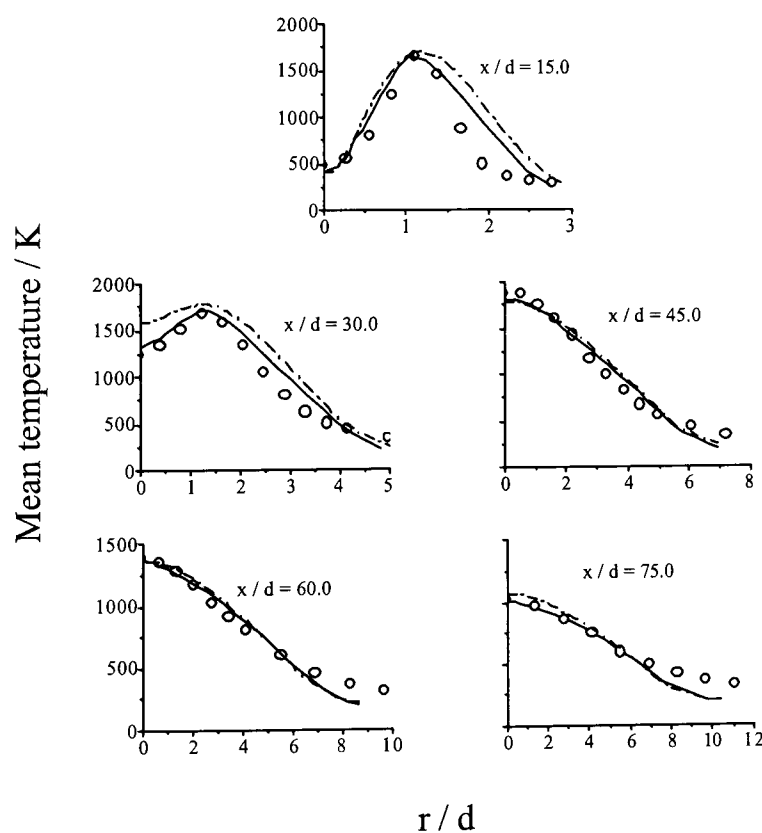 2000
1500
x / d = 15.0
1000
500
0
0 1 2 3
Mean temperature / K
2000
1500
x / d = 30.0
x / d = 45.0
1000
500
0
0 1 2 3 4 5
0 2 4 6 8
1500
x / d = 60.0
x / d = 75.0
1000
500
0
0 2 4 6 8 10
0 2 4 6 8 10 12
r / d